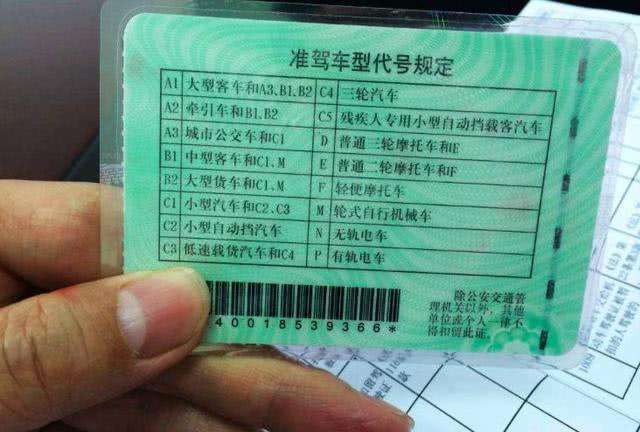 准驾车型代号规定
A1 大型客车和A3、B1、B2 C4 三轮汽车
A2 牵引车和B1、B2 C5 残疾人专用小型自动挡载客汽车
A3 城市公交车和C1 D 普通三轮摩托车和E
B1 中型客车和C1、M E 普通二轮摩托车和F
B2 大型货车和C1、M F 轻便摩托车
C1 小型汽车和C2、C3 M 轮式自行机械车
C2 小型自动挡汽车 N 无轨电车
C3 低速载货汽车和C4 P 有轨电车
除公安交通管
理机关以外，其他
单位或个人一律不
得扣留此证。
400185539366*